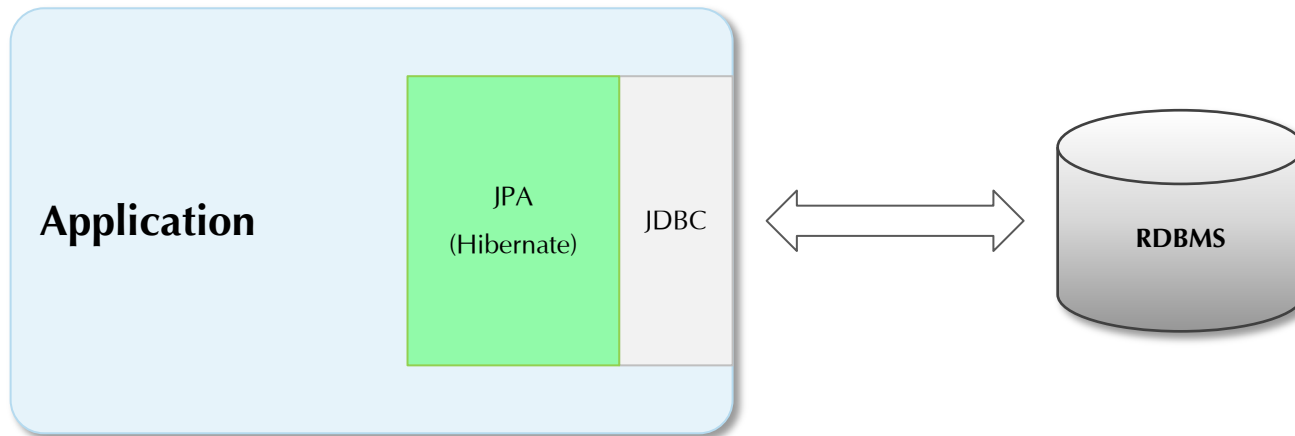 Application
JPA
(Hibernate)
JDBC
RDBMS